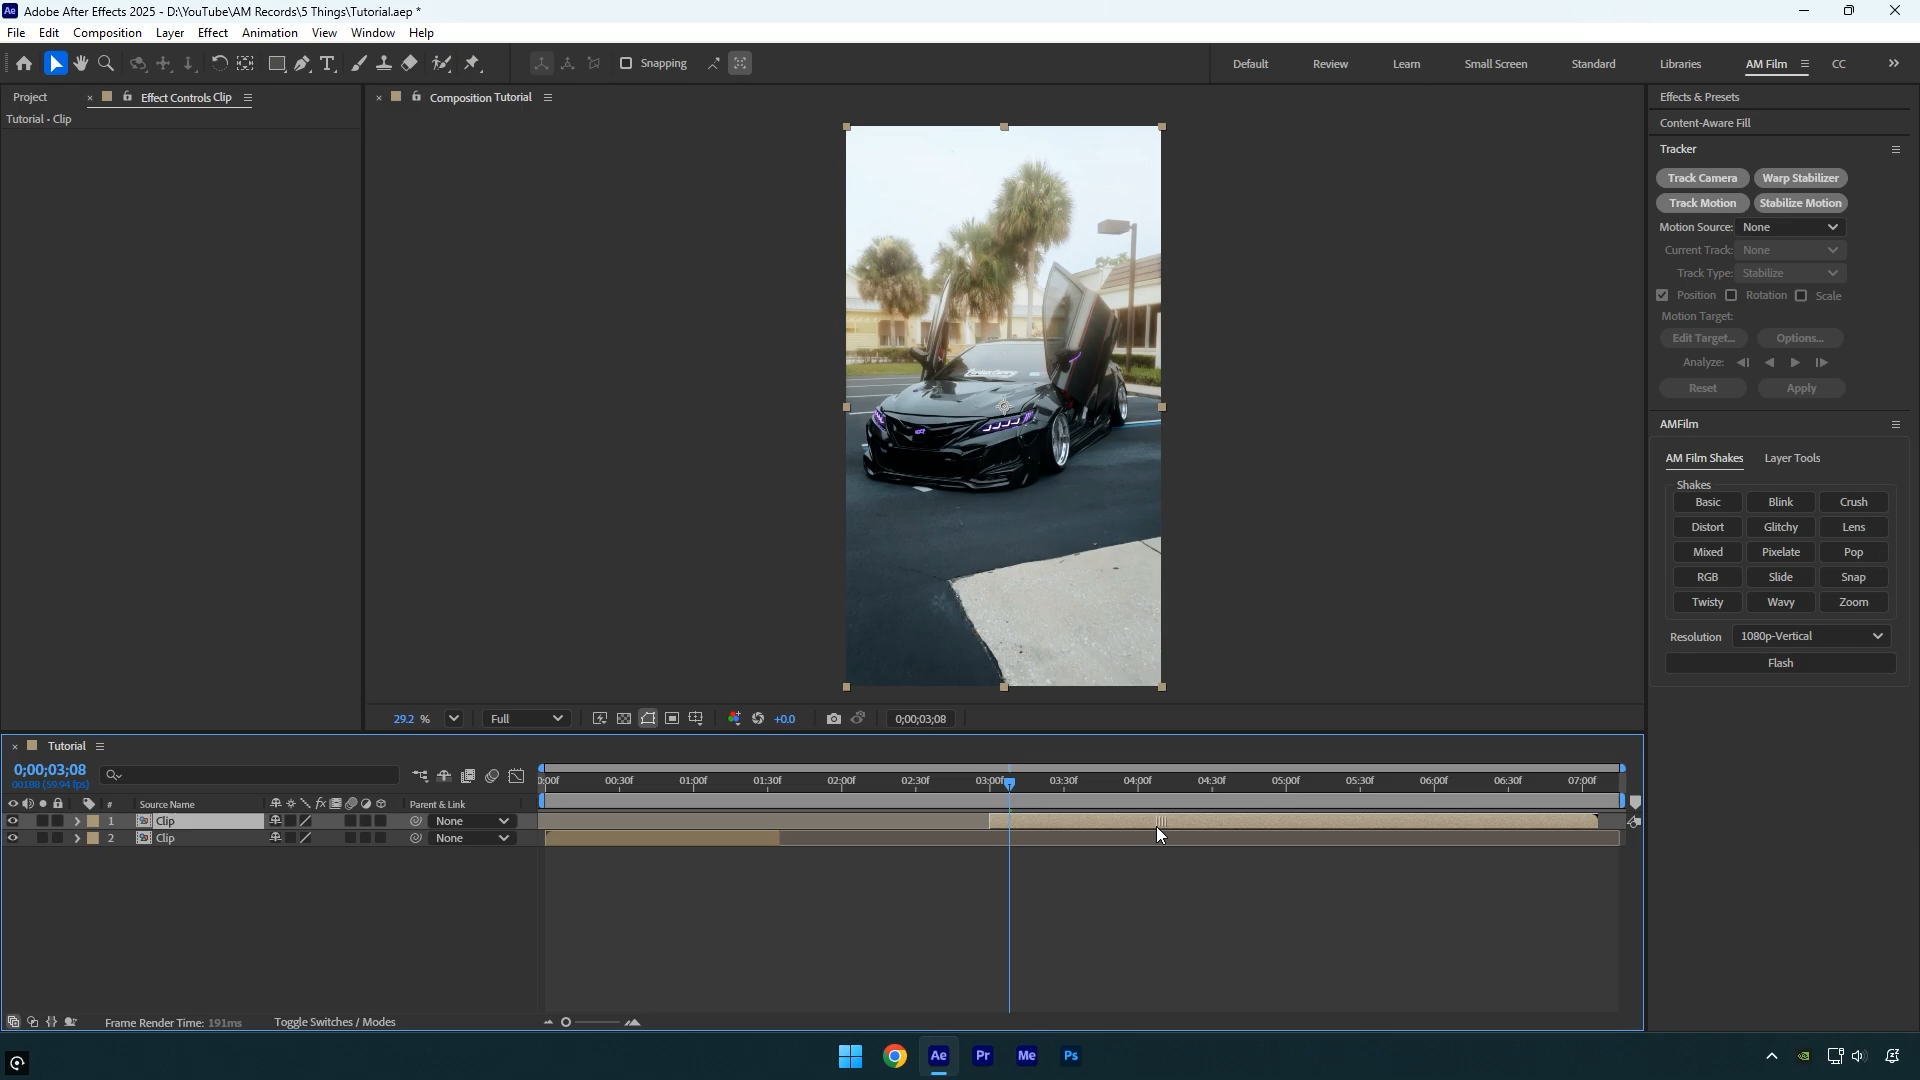 Adobe After Effects 2025 - D:\YouTube\AM Records\5 Things\Tutorial.aep *
File Edit Composition Layer Effect Animation View Window Help
Snapping
Default Review Learn Small Screen Standard Libraries AM Film CC
Project
Effect Controls Clip
Composition Tutorial
Tutorial • Clip
Effects & Presets
Content-Aware Fill
Tracker
Track Camera Warp Stabilizer
Track Motion Stabilize Motion
Motion Source: None
Current Track: None
Track Type: Stabilize
Position Rotation Scale
Motion Target:
Edit Target... Options...
Analyze:
Reset Apply
AMFilm
AM Film Shakes Layer Tools
Shakes
Basic Blink Crush
Distort Glitchy Lens
Mixed Pixelate Pop
RGB Slide Snap
Twisty Wavy Zoom
Resolution 1080p-Vertical
Flash
29.2 % Full +0.0 0;00;03;08
Tutorial
0;00;03;08
00188 (59.94 fps)
0:00f 00:30f 01:00f 01:30f 02:00f 02:30f 03:00f 03:30f 04:00f 04:30f 05:00f 05:30f 06:00f 06:30f 07:00f
# Source Name fx Parent & Link
1 Clip None
2 Clip None
Frame Render Time: 191ms Toggle Switches / Modes
Ae Pr Me Ps